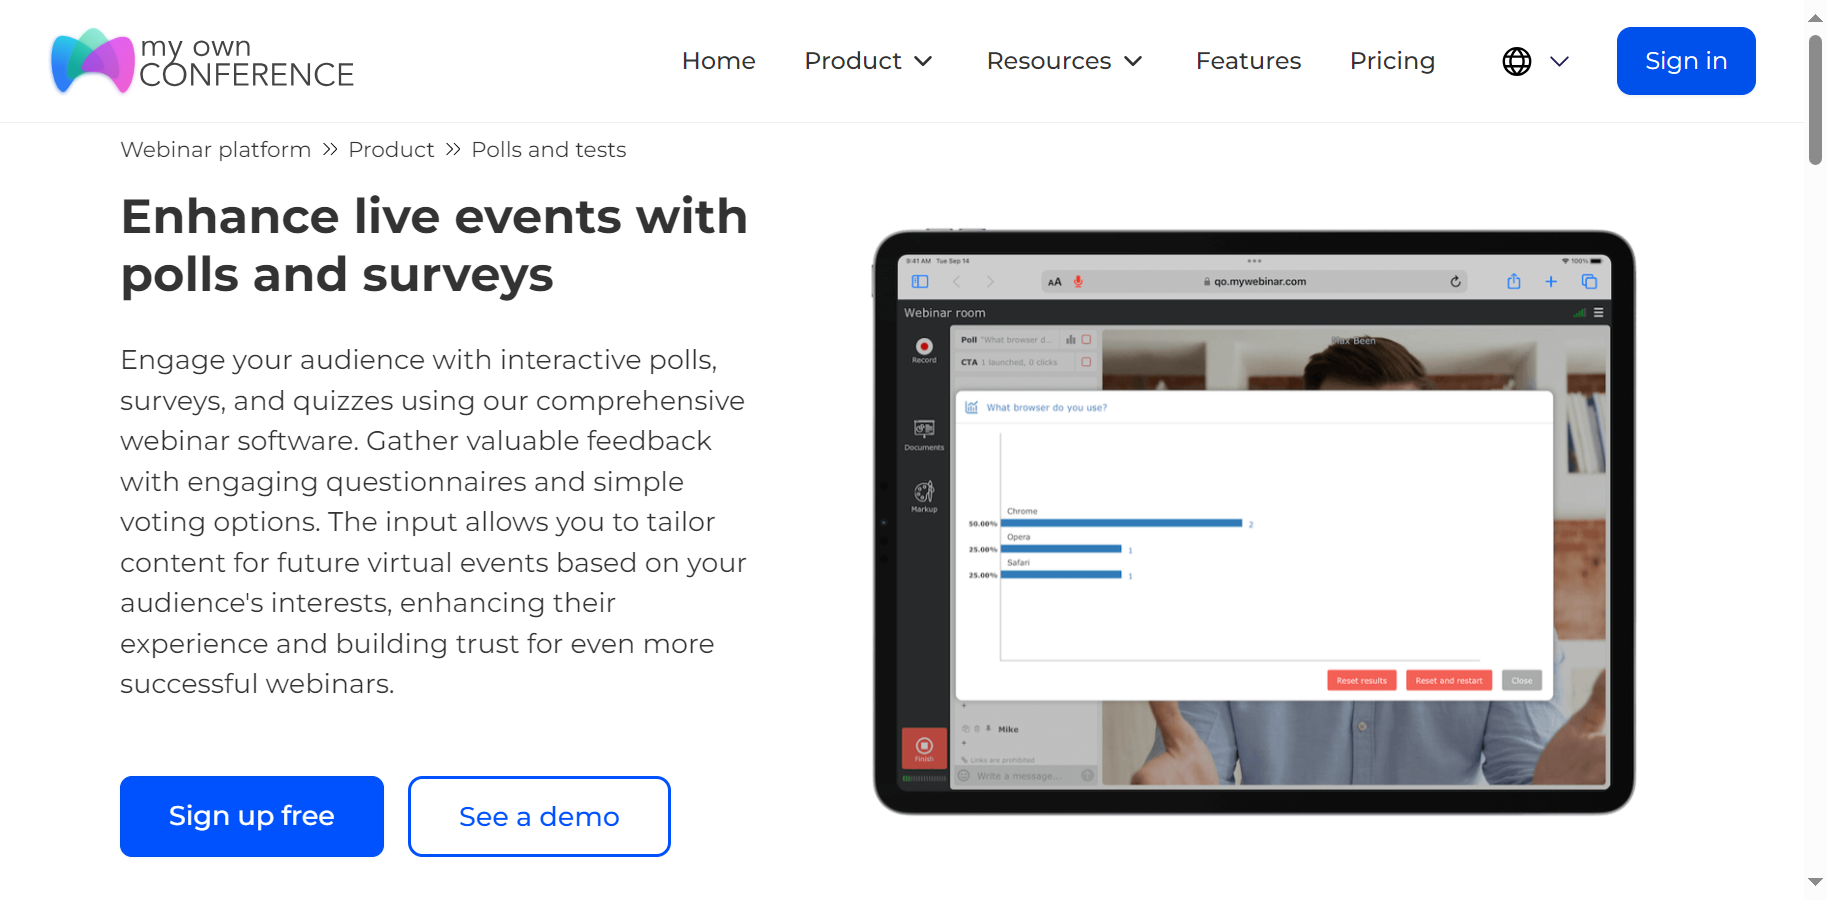 my own
CONFERENCE
Home Product Resources Features Pricing Sign in
Webinar platform >> Product >> Polls and tests
Enhance live events with
polls and surveys
Engage your audience with interactive polls,
surveys, and quizzes using our comprehensive
webinar software. Gather valuable feedback
with engaging questionnaires and simple
voting options. The input allows you to tailor
content for future virtual events based on your
audience's interests, enhancing their
experience and building trust for even more
successful webinars.
Sign up free See a demo
9:41 AM Tue Sep 14 100%
AA qo.mywebinar.com
Webinar room
Record
Documents
Markup
Finish
Poll "What browser d...
CTA 1 launched, 0 clicks
Max Been
What browser do you use?
Chrome
50.00% 2
Opera
25.00% 1
Safari
25.00% 1
Reset results Reset and restart Close
Mike
Links are prohibited
Write a message...